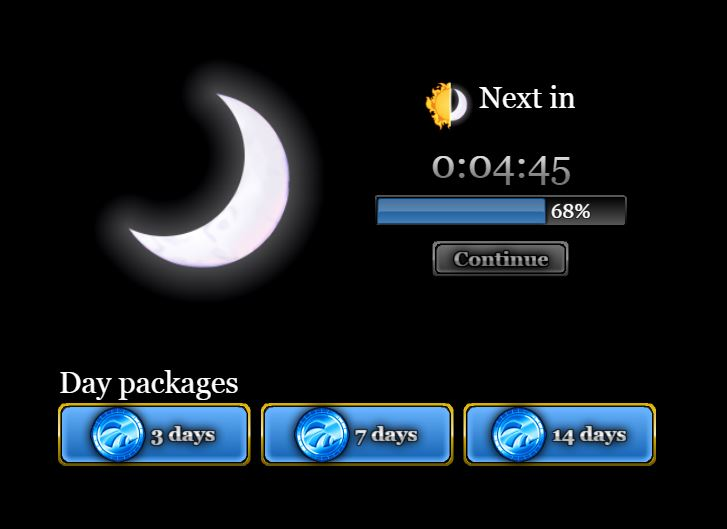 Next in
0:04:45
68%
Continue
Day packages
3 days
7 days
14 days